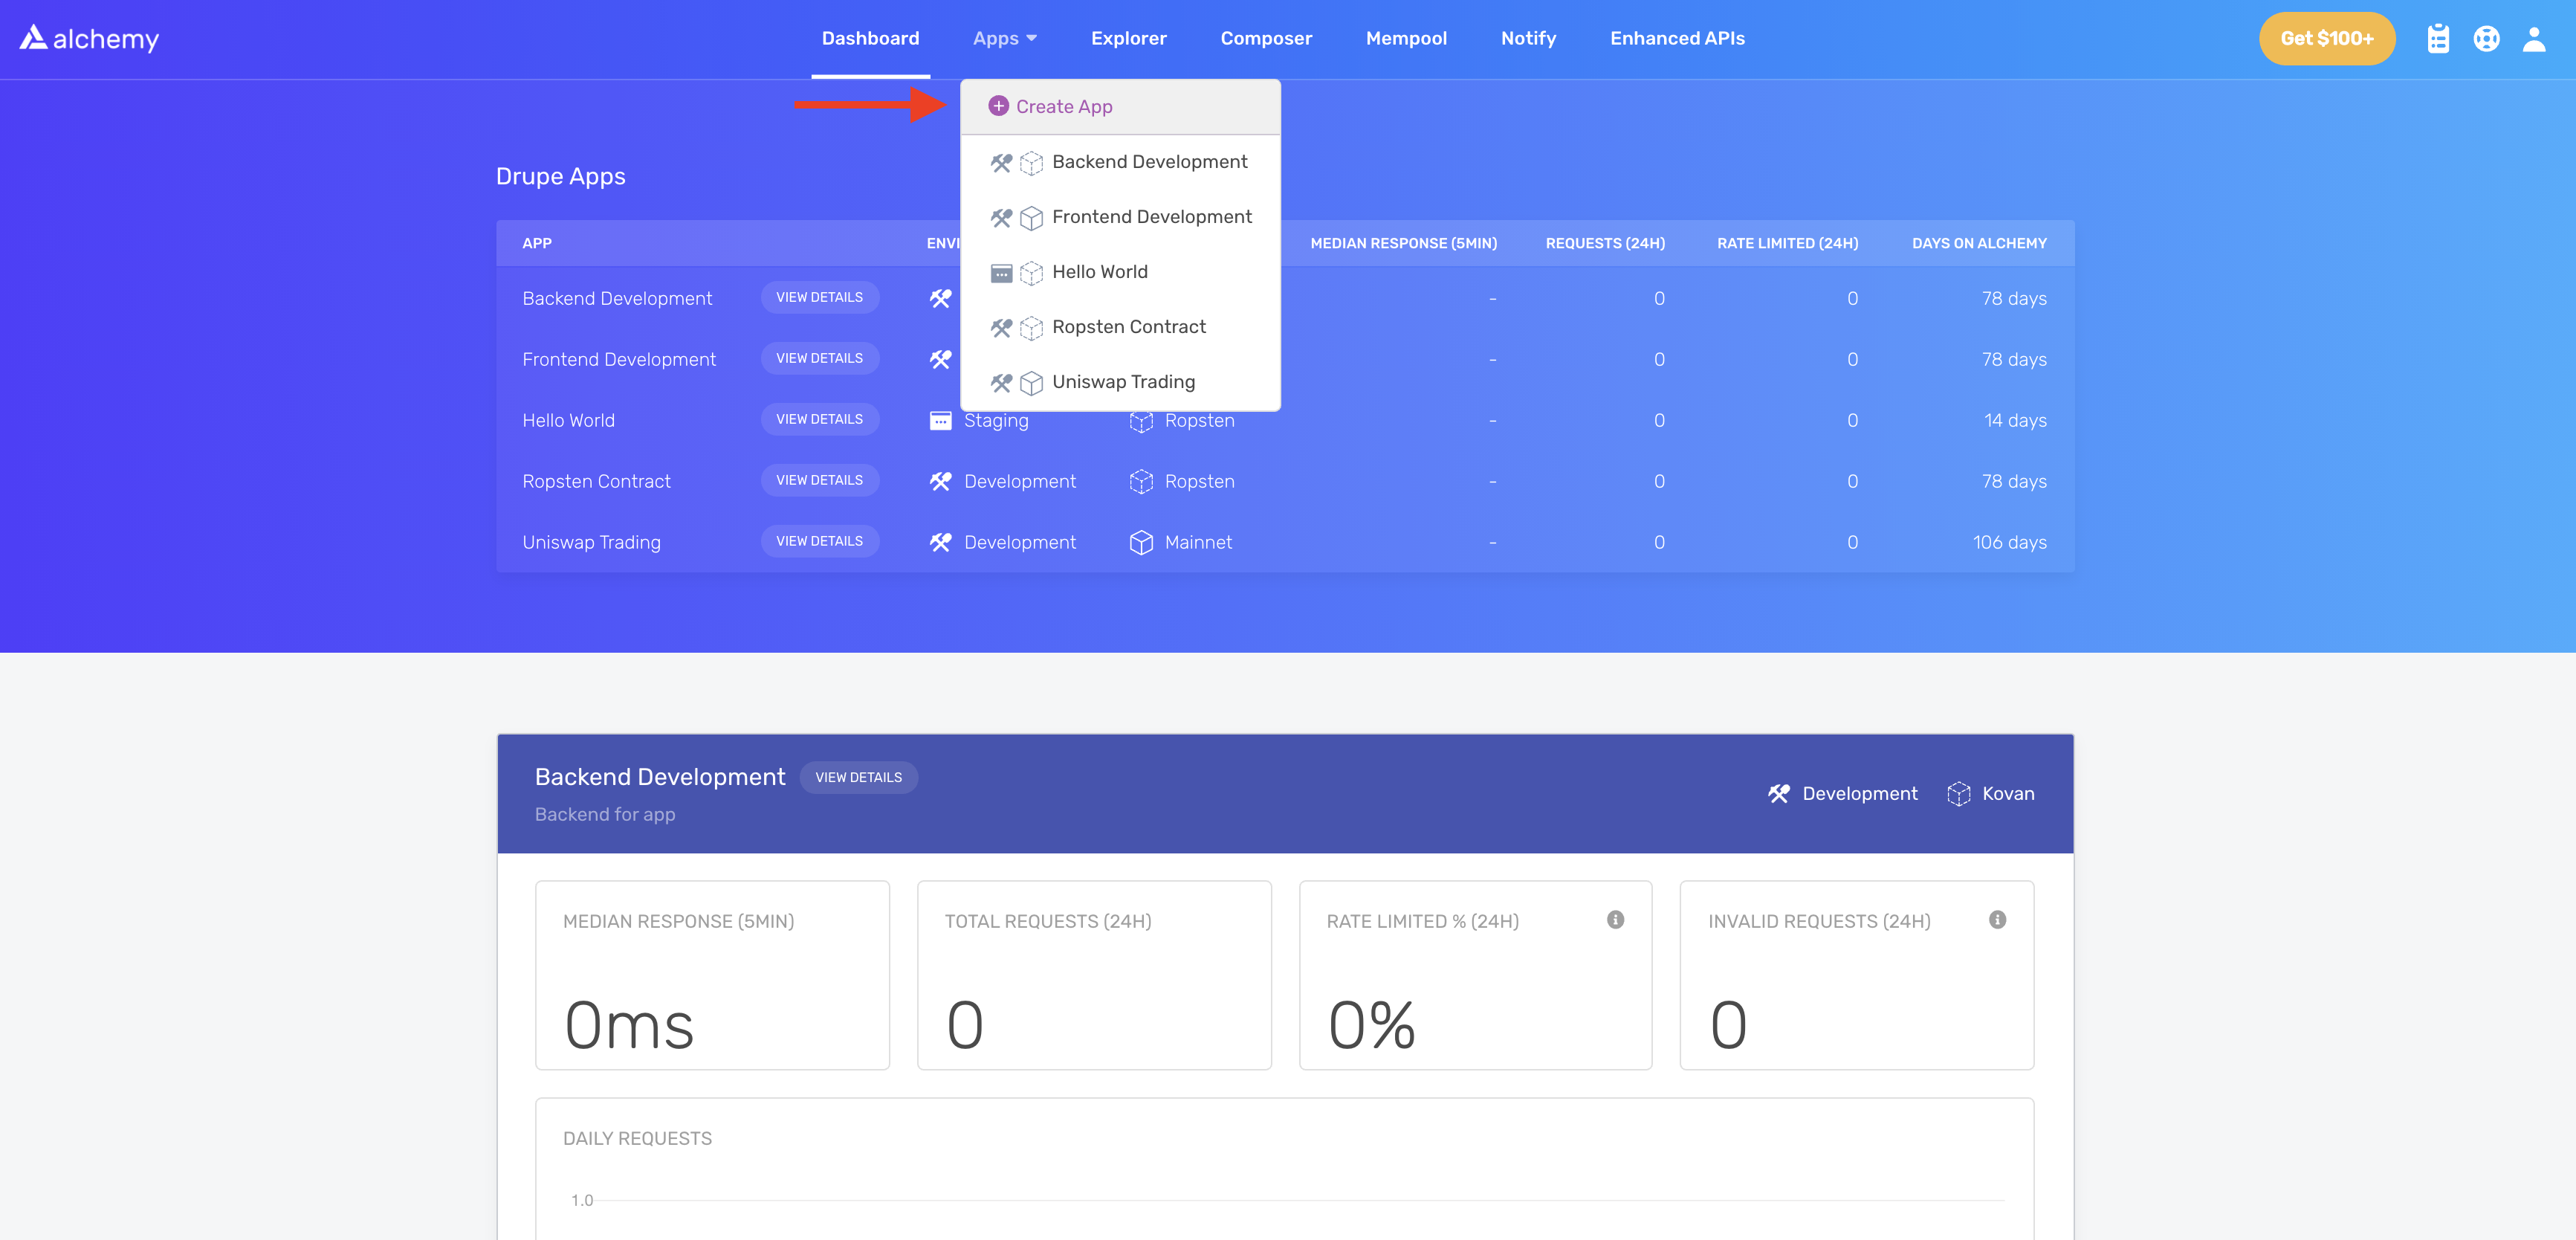 alchemy
Dashboard Apps Explorer Composer Mempool Notify Enhanced APIs Get $100+
Create App
Backend Development
Frontend Development
Hello World
Ropsten Contract
Uniswap Trading
Drupe Apps
APP ENVI MEDIAN RESPONSE (5MIN) REQUESTS (24H) RATE LIMITED (24H) DAYS ON ALCHEMY
Backend Development VIEW DETAILS - 0 0 78 days
Frontend Development VIEW DETAILS - 0 0 78 days
Hello World VIEW DETAILS Staging Ropsten - 0 0 14 days
Ropsten Contract VIEW DETAILS Development Ropsten - 0 0 78 days
Uniswap Trading VIEW DETAILS Development Mainnet - 0 0 106 days
Backend Development VIEW DETAILS
Backend for app
Development Kovan
MEDIAN RESPONSE (5MIN) TOTAL REQUESTS (24H) RATE LIMITED % (24H) INVALID REQUESTS (24H)
0ms 0 0% 0
DAILY REQUESTS
1.0